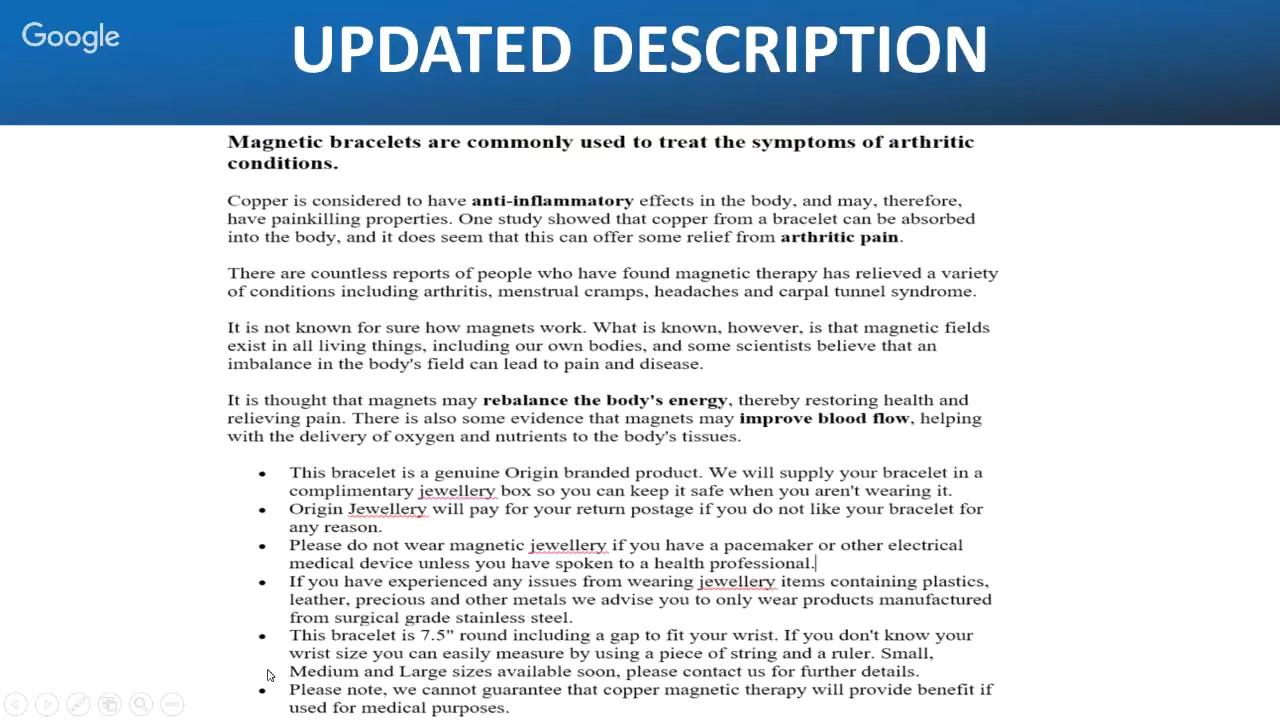 Google
UPDATED DESCRIPTION
Magnetic bracelets are commonly used to treat the symptoms of arthritic
conditions.
Copper is considered to have anti-inflammatory effects in the body, and may, therefore,
have painkilling properties. One study showed that copper from a bracelet can be absorbed
into the body, and it does seem that this can offer some relief from arthritic pain.
There are countless reports of people who have found magnetic therapy has relieved a variety
of conditions including arthritis, menstrual cramps, headaches and carpal tunnel syndrome.
It is not known for sure how magnets work. What is known, however, is that magnetic fields
exist in all living things, including our own bodies, and some scientists believe that an
imbalance in the body's field can lead to pain and disease.
It is thought that magnets may rebalance the body's energy, thereby restoring health and
relieving pain. There is also some evidence that magnets may improve blood flow, helping
with the delivery of oxygen and nutrients to the body's tissues.
• This bracelet is a genuine Origin branded product. We will supply your bracelet in a
complimentary jewellery box so you can keep it safe when you aren't wearing it.
• Origin Jewellery will pay for your return postage if you do not like your bracelet for
any reason.
• Please do not wear magnetic jewellery if you have a pacemaker or other electrical
medical device unless you have spoken to a health professional.
• If you have experienced any issues from wearing jewellery items containing plastics,
leather, precious and other metals we advise you to only wear products manufactured
from surgical grade stainless steel.
• This bracelet is 7.5" round including a gap to fit your wrist. If you don't know your
wrist size you can easily measure by using a piece of string and a ruler. Small,
Medium and Large sizes available soon, please contact us for further details.
• Please note, we cannot guarantee that copper magnetic therapy will provide benefit if
used for medical purposes.